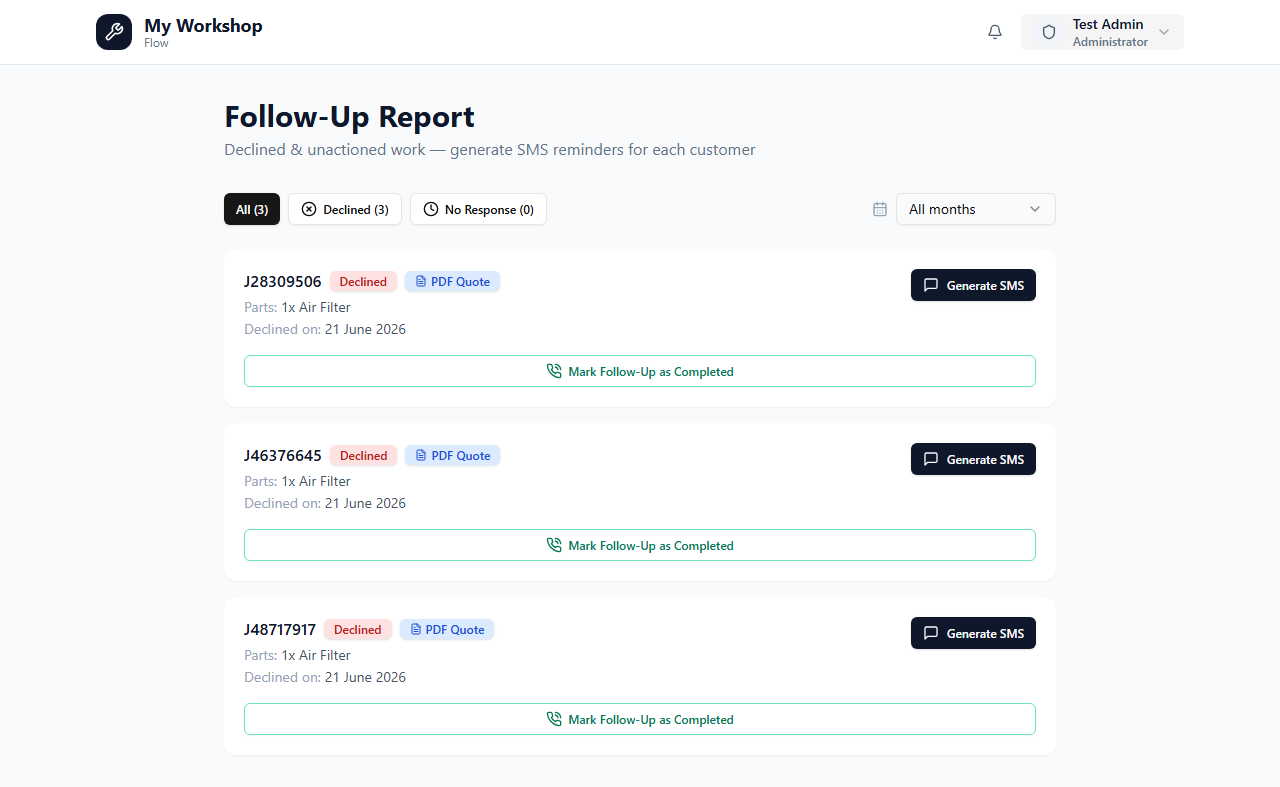 My Workshop
Flow
Test Admin
Administrator
Follow-Up Report
Declined & unactioned work — generate SMS reminders for each customer
All (3)
Declined (3)
No Response (0)
All months
J28309506 Declined PDF Quote
Generate SMS
Parts: 1x Air Filter
Declined on: 21 June 2026
Mark Follow-Up as Completed
J46376645 Declined PDF Quote
Generate SMS
Parts: 1x Air Filter
Declined on: 21 June 2026
Mark Follow-Up as Completed
J48717917 Declined PDF Quote
Generate SMS
Parts: 1x Air Filter
Declined on: 21 June 2026
Mark Follow-Up as Completed